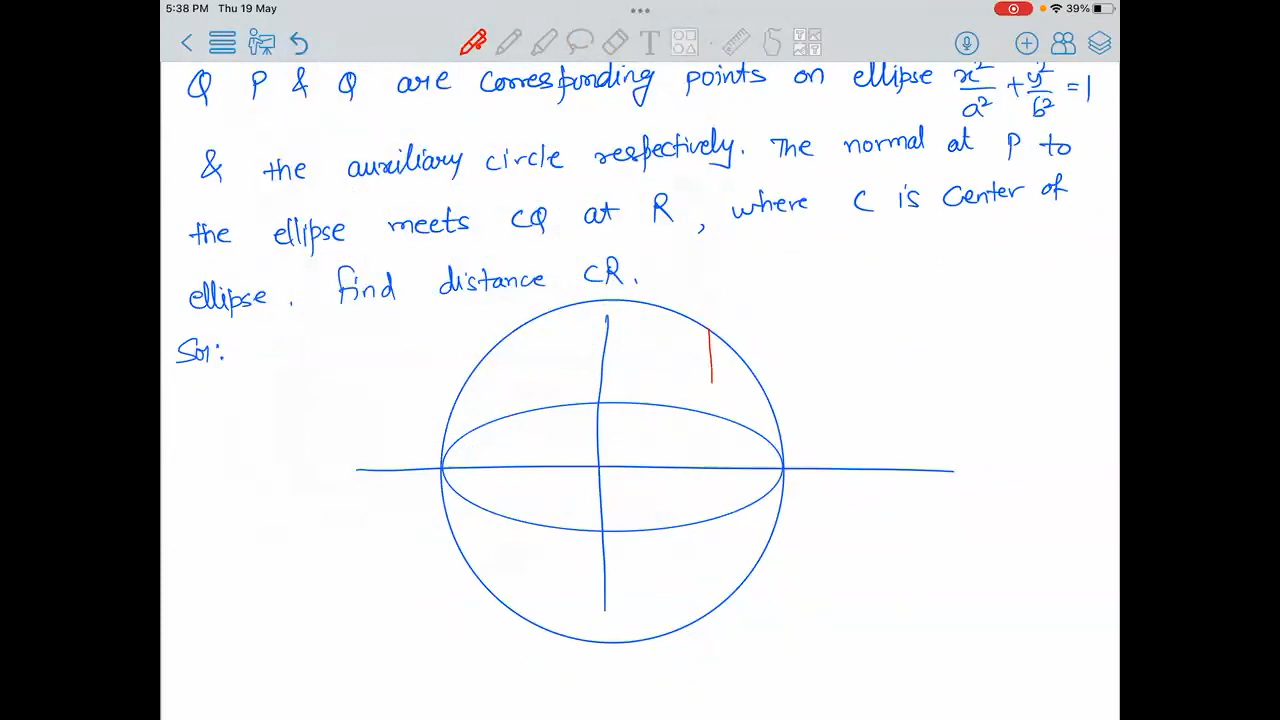 5:38 PM Thu 19 May
39%
Q P & Q are corresponding points on ellipse x²/a² + y²/b² = 1
& the auxiliary circle respectively. The normal at P to
the ellipse meets CQ at R, where C is center of
ellipse. Find distance CR.
Sol: